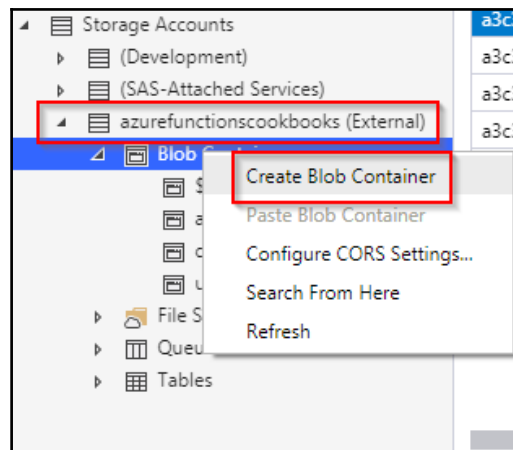 Storage Accounts
(Development)
(SAS-Attached Services)
azurefunctionscookbooks (External)
Blob
Create Blob Container
Paste Blob Container
Configure CORS Settings...
Search From Here
Refresh
File S
Queu
Tables
a3c
a3c
a3c
a3c